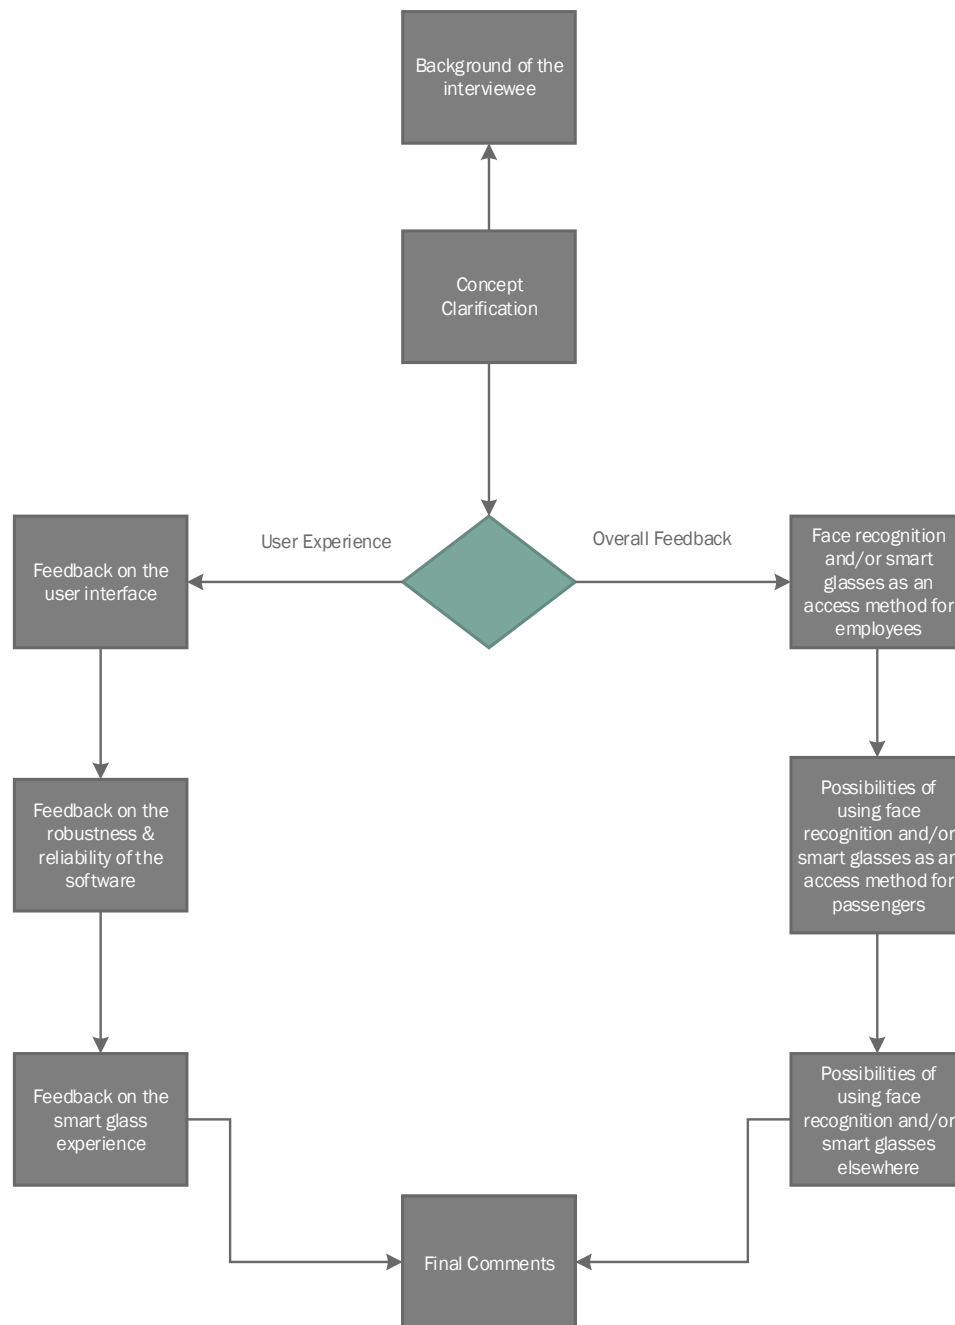 Background of the
interviewee
Concept
Clarification
User Experience
Overall Feedback
Feedback on the
user interface
Face recognition
and/or smart
glasses as an
access method for
employees
Feedback on the
robustness &
reliability of the
software
Possibilities of
using face
recognition and/or
smart glasses as an
access method for
passengers
Feedback on the
smart glass
experience
Possibilities of
using face
recognition and/or
smart glasses
elsewhere
Final Comments